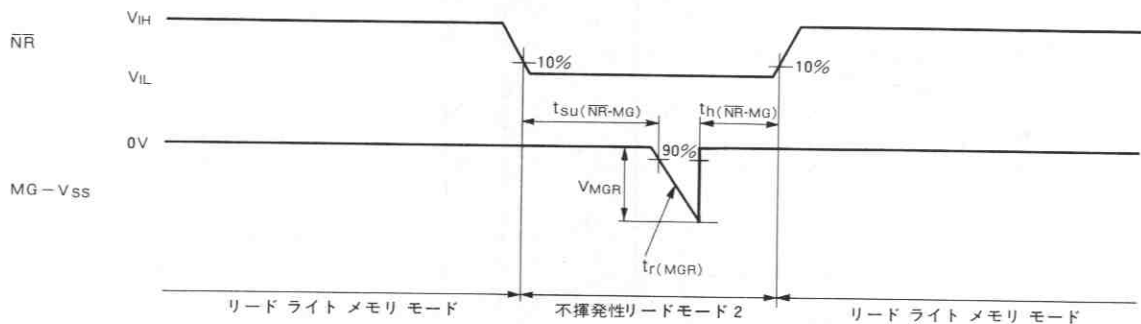 VIH
NR
10%
10%
VIL
tsu(NR-MG)
th(NR-MG)
0V
90%
MG-VSS
VMGR
tr(MGR)
リード ライト メモリ モード
不揮発性リードモード2
リード ライト メモリ モード